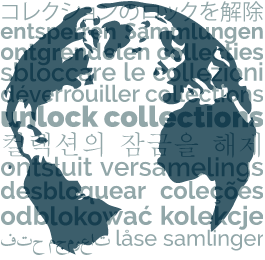 コレクションのロックを解除
entsperren sammlungen
ontgrendelen collecties
sbloccare le collezioni
déverrouiller collections
unlock collections
컬렉션의 잠금을 해제
ontsluit versamelings
desbloquear coleções
odblokować kolekcje
låse samlinger